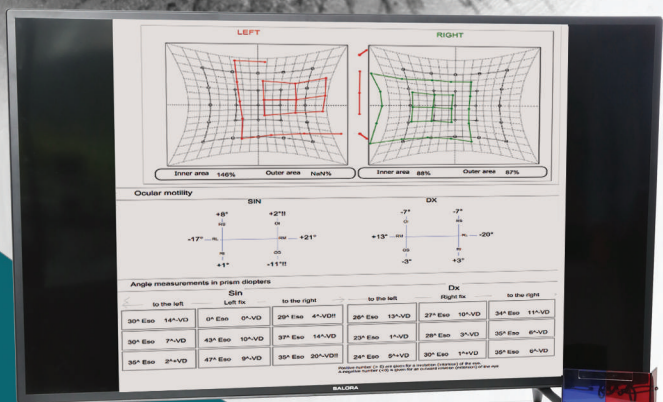 LEFT
RIGHT
Inner area 146% Outer area NaN%
Inner area 88% Outer area 67%
Ocular motility
SIN
DX
+8° +2°!!
-7° -7°
-17° +21°
+13° -20°
+1° -11°!!
-3° +3°
Angle measurements in prism diopters
Sin
Dx
to the left Left fix to the right
to the left Right fix to the right
30^ Eso 14^-VD 0^ Eso 0^-VD 29^ Eso 4^-VD!! 26^ Eso 13^-VD 27^ Eso 10^-VD 34^ Eso 11^-VD
30^ Eso 7^-VD 43^ Eso 10^-VD 37^ Eso 14^-VD 23^ Eso 1^-VD 28^ Eso 3^-VD 35^ Eso 6^-VD
35^ Eso 2^+VD 47^ Eso 9^-VD 35^ Eso 20^-VD!! 24^ Eso 5^+VD 30^ Eso 1^+VD 35^ Eso 6^-VD
SALORA